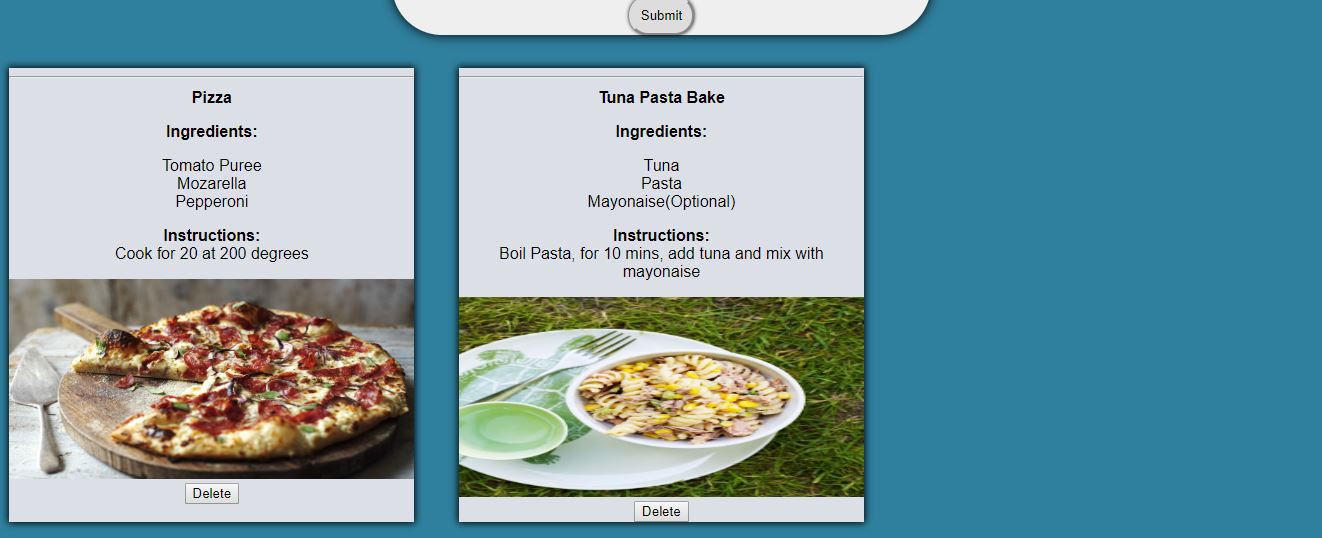 Submit
Pizza
Ingredients:
Tomato Puree
Mozarella
Pepperoni
Instructions:
Cook for 20 at 200 degrees
Delete
Tuna Pasta Bake
Ingredients:
Tuna
Pasta
Mayonaise(Optional)
Instructions:
Boil Pasta, for 10 mins, add tuna and mix with
mayonaise
Delete